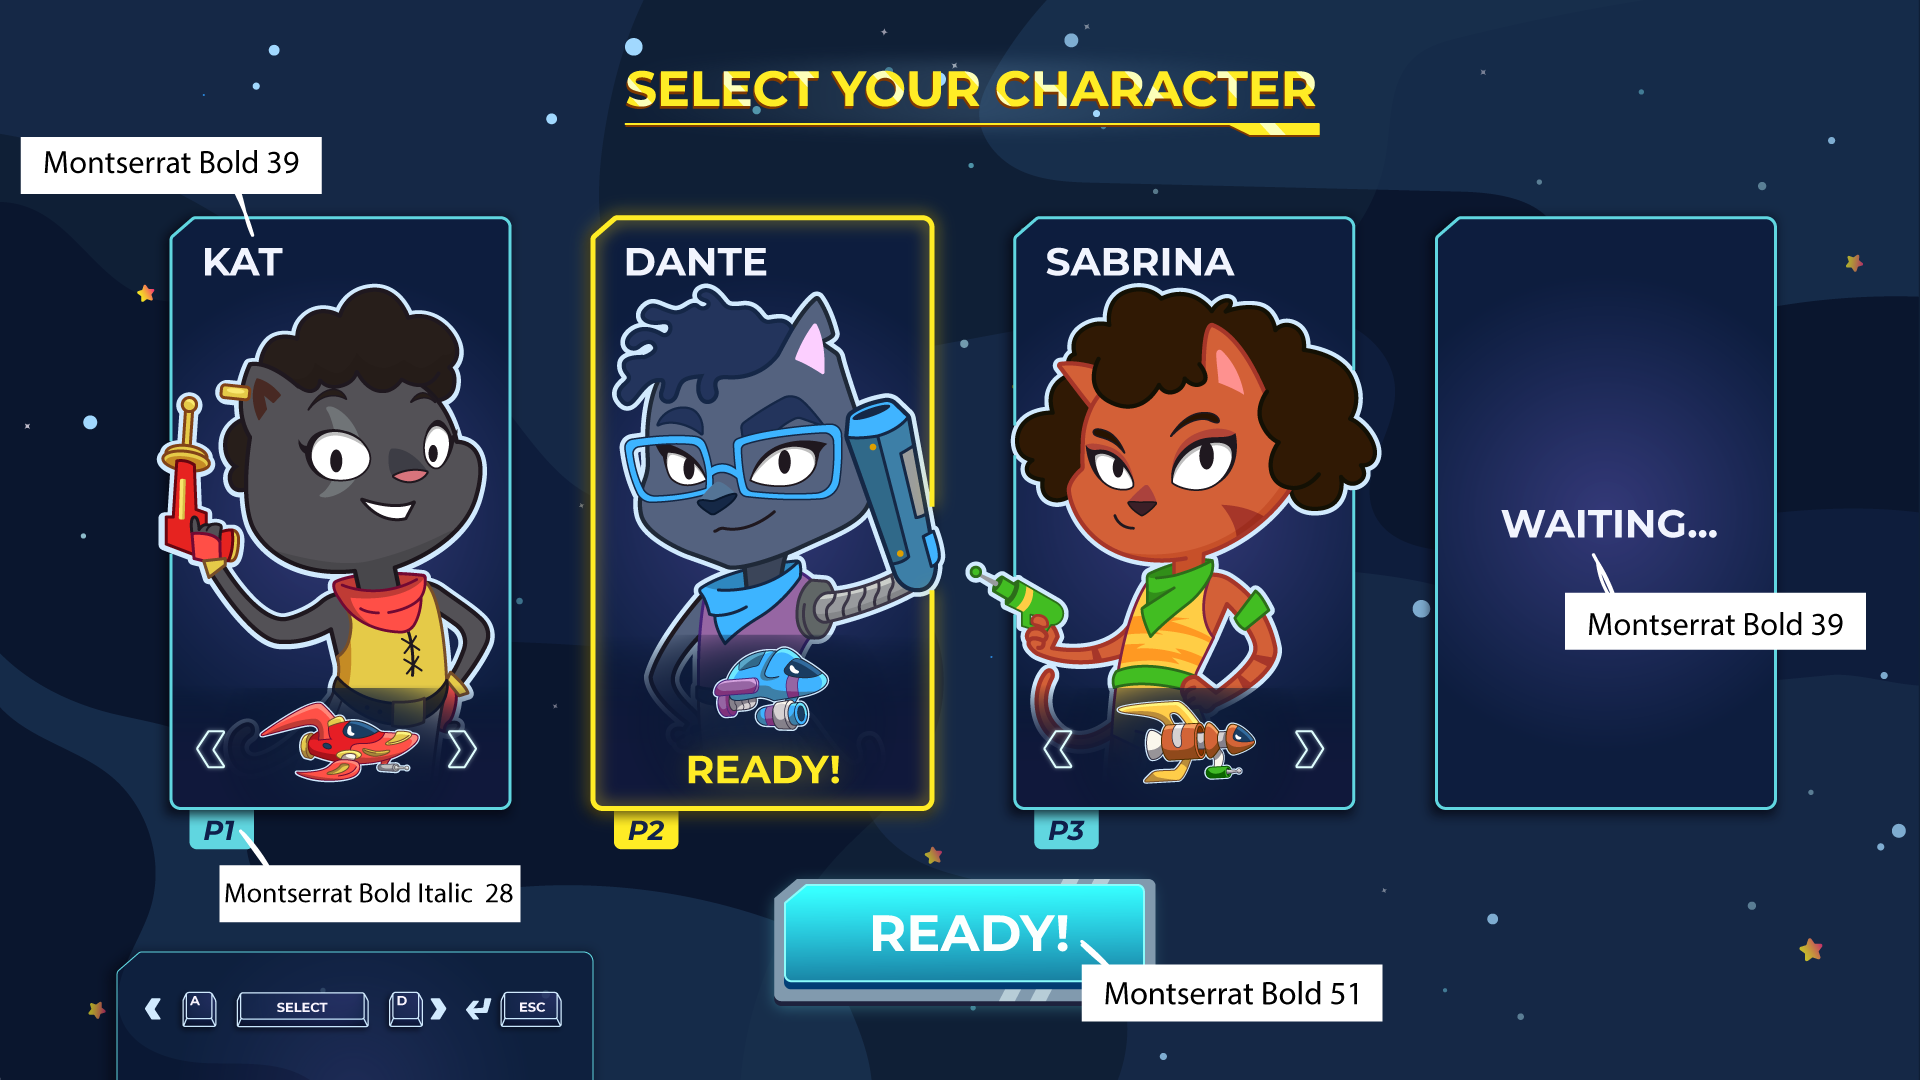 SELECT YOUR CHARACTER
Montserrat Bold 39
KAT
DANTE
SABRINA
WAITING...
Montserrat Bold 39
READY!
P1
P2
P3
Montserrat Bold Italic  28
READY!
Montserrat Bold 51
A
SELECT
D
ESC